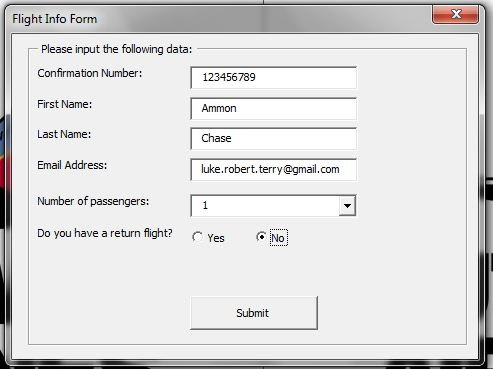 Flight Info Form
Please input the following data:
Confirmation Number: 123456789
First Name: Ammon
Last Name: Chase
Email Address: luke.robert.terry@gmail.com
Number of passengers: 1
Do you have a return flight? Yes No
Submit